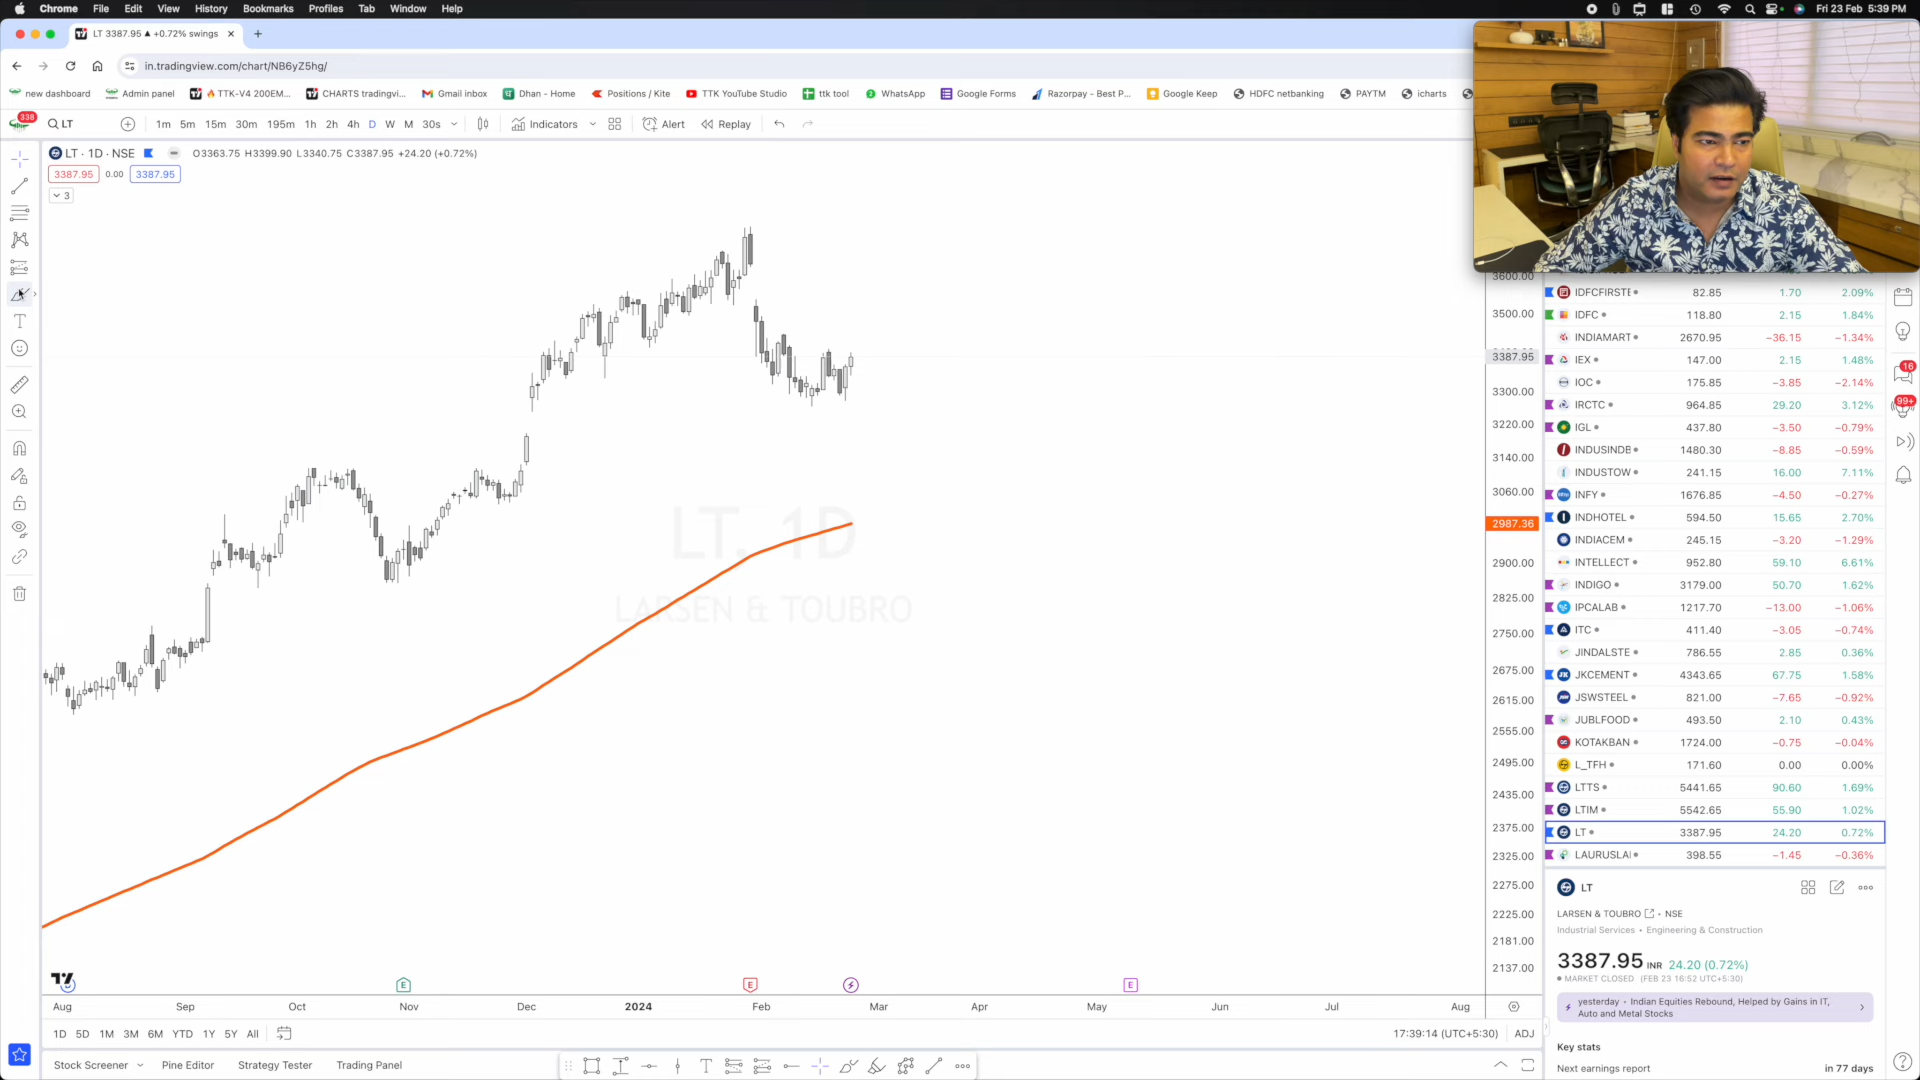 Chrome File Edit View History Bookmarks Profiles Tab Window Help Fri 23 Feb 5:39 PM
LT 3387.95 ▲ +0.72% swings
in.tradingview.com/chart/NB6yZ5hg/
new dashboard Admin panel TTK-V4 200EM... CHARTS tradingvi... Gmail inbox Dhan - Home Positions / Kite TTK YouTube Studio ttk tool WhatsApp Google Forms Razorpay - Best P... Google Keep HDFC netbanking PAYTM icharts
338 LT 1m 5m 15m 30m 195m 1h 2h 4h D W M 30s Indicators Alert Replay
LT · 1D · NSE O3363.75 H3399.90 L3340.75 C3387.95 +24.20 (+0.72%)
3387.95 0.00 3387.95
3
LT, 1D
LARSEN & TOUBRO
3600.00
3500.00
3387.95
3300.00
3220.00
3140.00
3060.00
2987.36
2900.00
2825.00
2750.00
2675.00
2615.00
2555.00
2495.00
2435.00
2375.00
2325.00
2275.00
2225.00
2181.00
2137.00
IDFCFIRSTE 82.85 1.70 2.09%
IDFC 118.80 2.15 1.84%
INDIAMART 2670.95 −36.15 −1.34%
IEX 147.00 2.15 1.48%
IOC 175.85 −3.85 −2.14%
IRCTC 964.85 29.20 3.12%
IGL 437.80 −3.50 −0.79%
INDUSINDB 1480.30 −8.85 −0.59%
INDUSTOW 241.15 16.00 7.11%
INFY 1676.85 −4.50 −0.27%
INDHOTEL 594.50 15.65 2.70%
INDIACEM 245.15 −3.20 −1.29%
INTELLECT 952.80 59.10 6.61%
INDIGO 3179.00 50.70 1.62%
IPCALAB 1217.70 −13.00 −1.06%
ITC 411.40 −3.05 −0.74%
JINDALSTE 786.55 2.85 0.36%
JKCEMENT 4343.65 67.75 1.58%
JSWSTEEL 821.00 −7.65 −0.92%
JUBLFOOD 493.50 2.10 0.43%
KOTAKBAN 1724.00 −0.75 −0.04%
L_TFH 171.60 0.00 0.00%
LTTS 5441.65 90.60 1.69%
LTIM 5542.65 55.90 1.02%
LT 3387.95 24.20 0.72%
LAURUSLA 398.55 −1.45 −0.36%
16
99+
LT
LARSEN & TOUBRO • NSE
Industrial Services • Engineering & Construction
3387.95 INR 24.20 (0.72%)
MARKET CLOSED (FEB 23 16:52 UTC+5:30)
yesterday · Indian Equities Rebound, Helped by Gains in IT,
Auto and Metal Stocks
Key stats
Next earnings report in 77 days
E E E
Aug Sep Oct Nov Dec 2024 Feb Mar Apr May Jun Jul Aug
1D 5D 1M 3M 6M YTD 1Y 5Y All 17:39:14 (UTC+5:30) ADJ
Stock Screener Pine Editor Strategy Tester Trading Panel